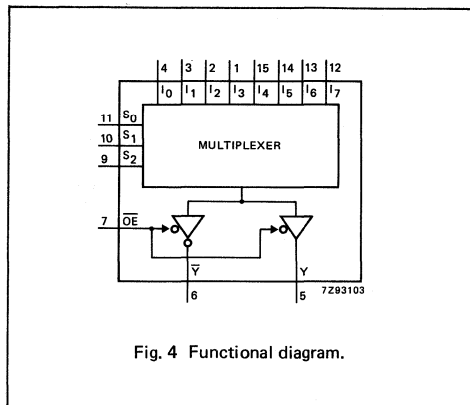 4 3 2 1 15 14 13 12
I0 I1 I2 I3 I4 I5 I6 I7
11 S0
10 S1
9 S2
MULTIPLEXER
7 OE
Y Y
7Z93103
6 5
Fig. 4 Functional diagram.